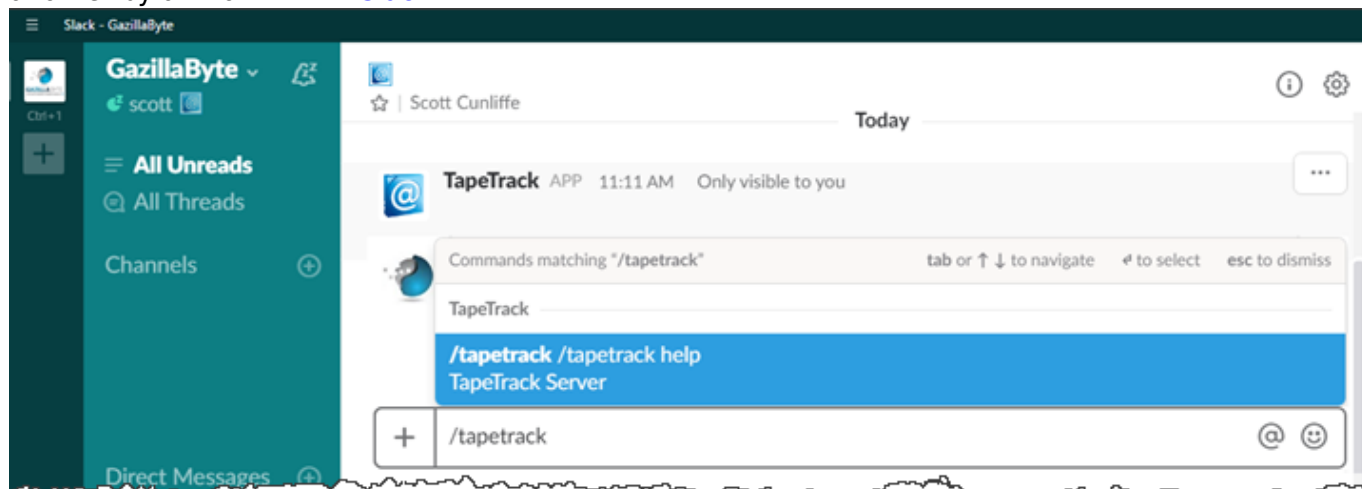 Slack - GazillaByte
GazillaByte
scott
Ctrl+1
All Unreads
All Threads
Channels
Direct Messages
Scott Cunliffe
Today
TapeTrack APP 11:11 AM Only visible to you
Commands matching "/tapetrack" tab or ↑ ↓ to navigate ↵ to select esc to dismiss
TapeTrack
/tapetrack /tapetrack help
TapeTrack Server
/tapetrack